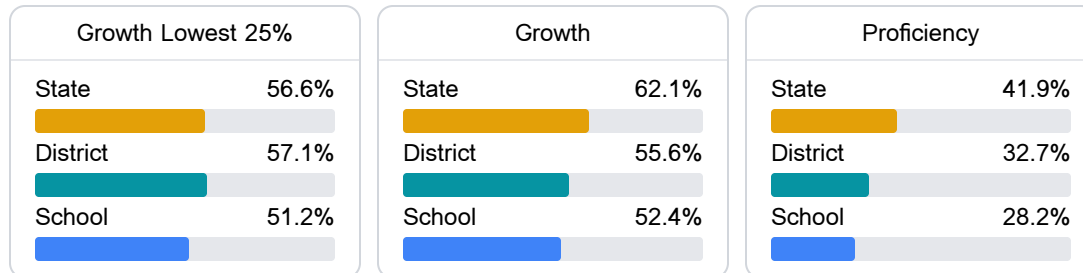 Growth Lowest 25%
State 56.6%
District 57.1%
School 51.2%
Growth
State 62.1%
District 55.6%
School 52.4%
Proficiency
State 41.9%
District 32.7%
School 28.2%